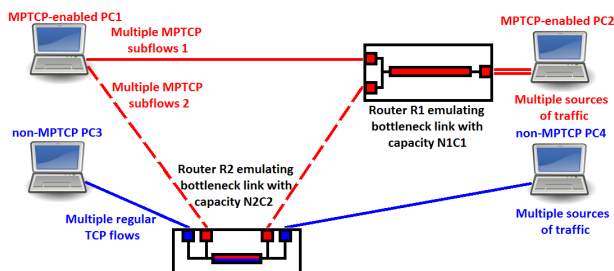 MPTCP-enabled PC1
Multiple MPTCP
subflows 1
MPTCP-enabled PC2
Multiple MPTCP
subflows 2
Multiple sources
of traffic
Router R1 emulating
bottleneck link with
capacity N1C1
non-MPTCP PC3
non-MPTCP PC4
Router R2 emulating
bottleneck link with
capacity N2C2
Multiple regular
TCP flows
Multiple sources
of traffic